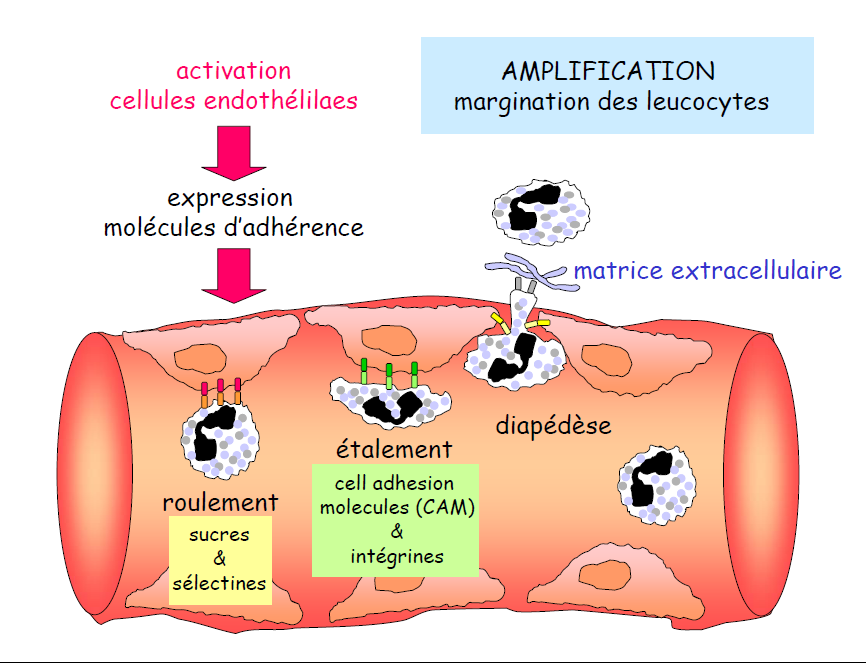 activation
cellules endothélilaes
AMPLIFICATION
margination des leucocytes
expression
molécules d'adhérence
matrice extracellulaire
diapédèse
étalement
cell adhesion
molecules (CAM)
&
intégrines
roulement
sucres
&
sélectines